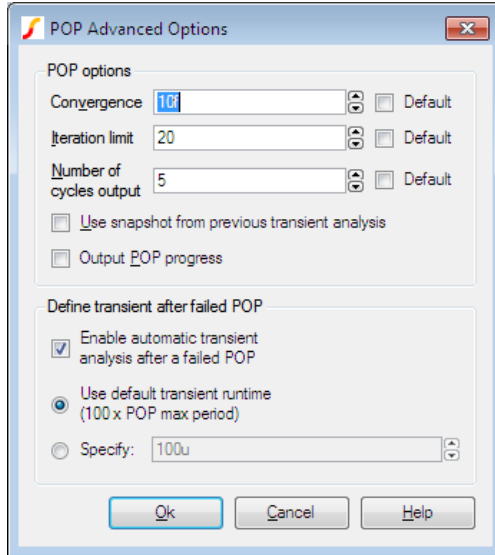 POP Advanced Options
POP options
Convergence 10f Default
Iteration limit 20 Default
Number of
cycles output 5 Default
Use snapshot from previous transient analysis
Output POP progress
Define transient after failed POP
Enable automatic transient
analysis after a failed POP
Use default transient runtime
(100 x POP max period)
Specify: 100u
Ok Cancel Help